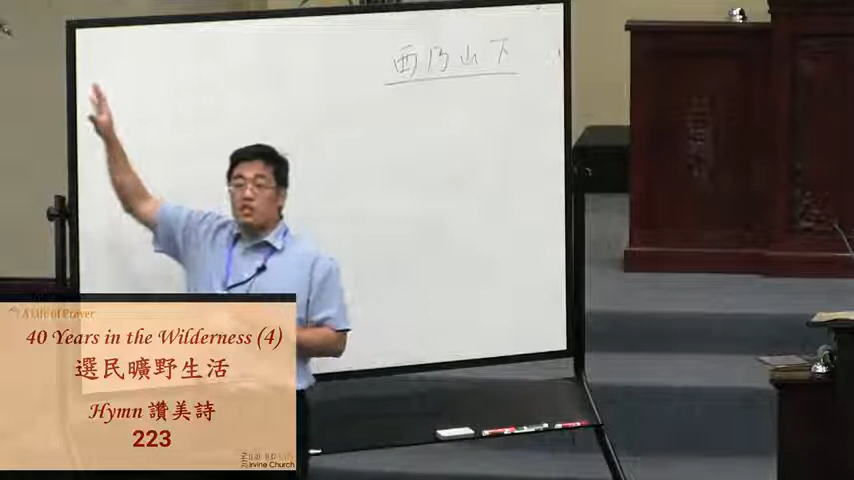 西乃山下
A Life of Prayer
40 Years in the Wilderness (4)
選民曠野生活
Hymn 讚美詩
223
Irvine Church